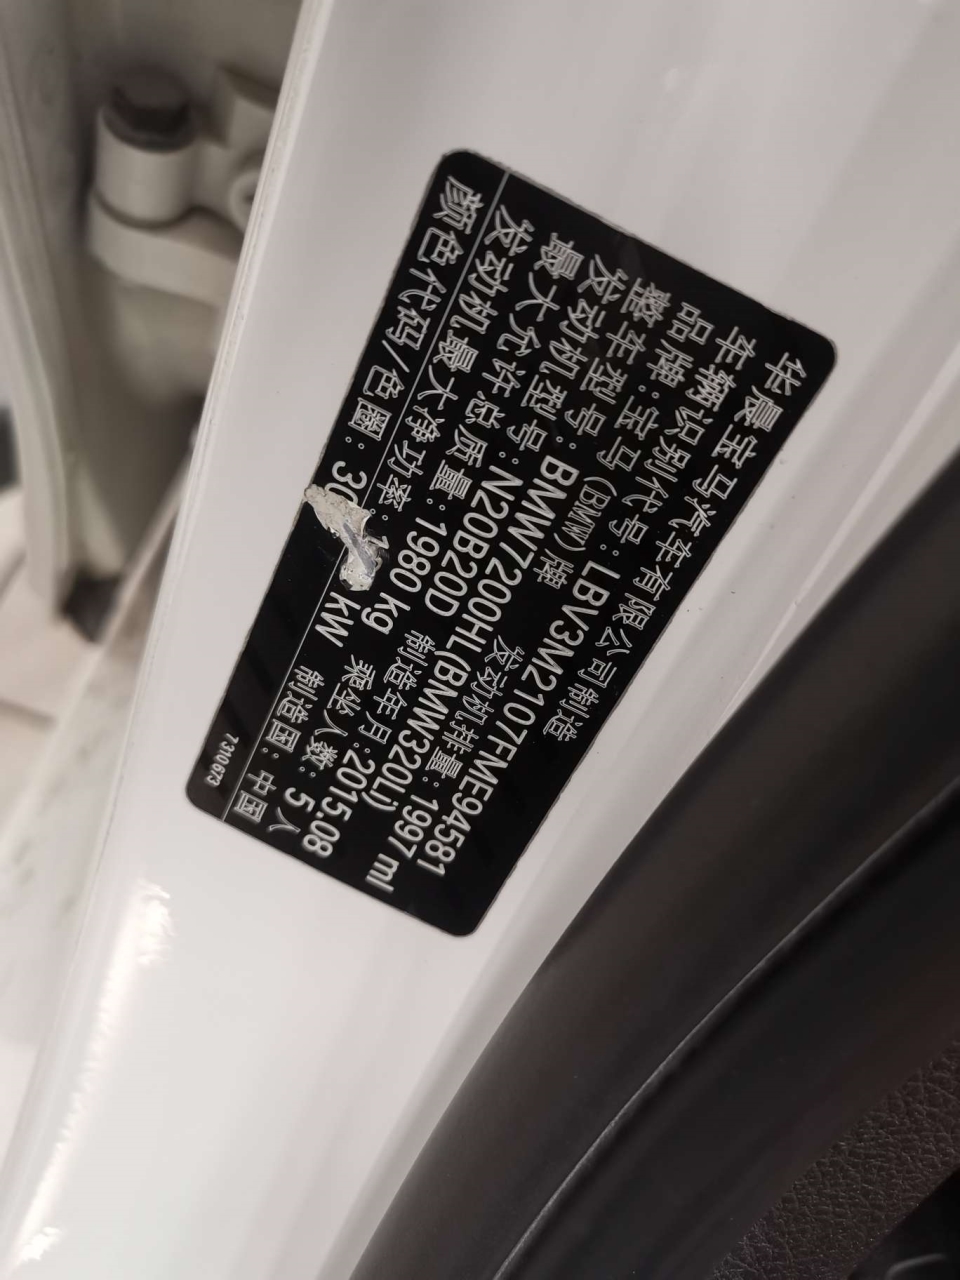 华晨宝马汽车有限公司制造
车辆识别代号: LBV3M2107FME94581
品牌: 宝马 (BMW) 牌 发动机排量: 1997 ml
整车型号: BMW7200HL(BMW320Li)
发动机型号: N20B20D 制造年月: 2015.08
最大允许总质量: 1980 kg 乘坐人数: 5 人
发动机最大净功率: kW 制造国: 中国
颜色代码/色圈: 30
7310673